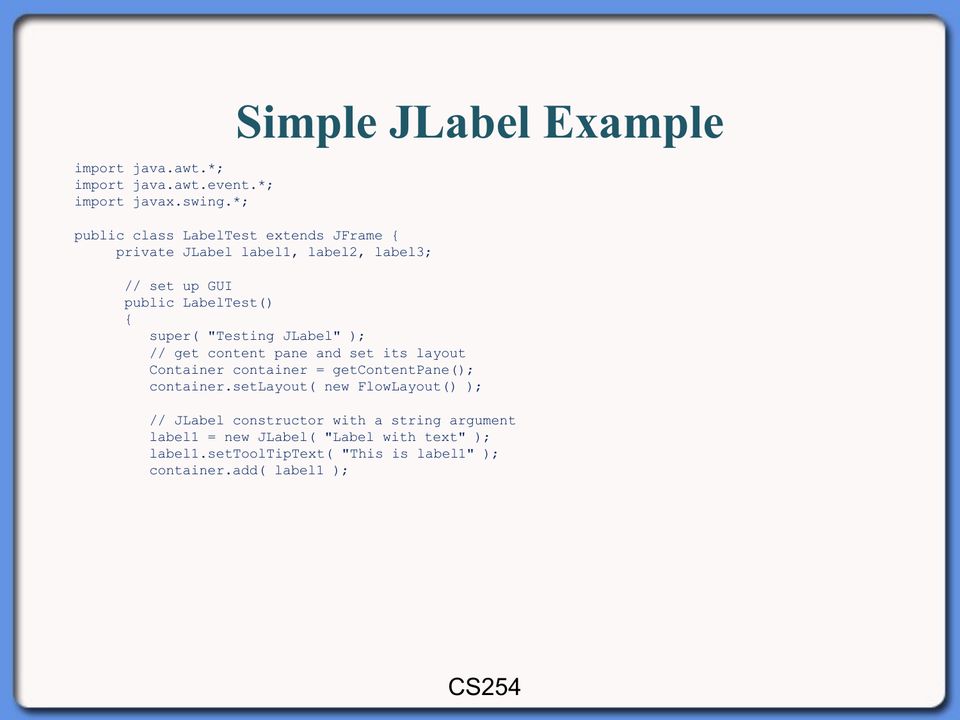 Simple JLabel Example
import java.awt.*;
import java.awt.event.*;
import javax.swing.*;
public class LabelTest extends JFrame {
private JLabel label1, label2, label3;
// set up GUI
public LabelTest()
{
super( "Testing JLabel" );
// get content pane and set its layout
Container container = getContentPane();
container.setLayout( new FlowLayout() );
// JLabel constructor with a string argument
label1 = new JLabel( "Label with text" );
label1.setToolTipText( "This is label1" );
container.add( label1 );
CS254